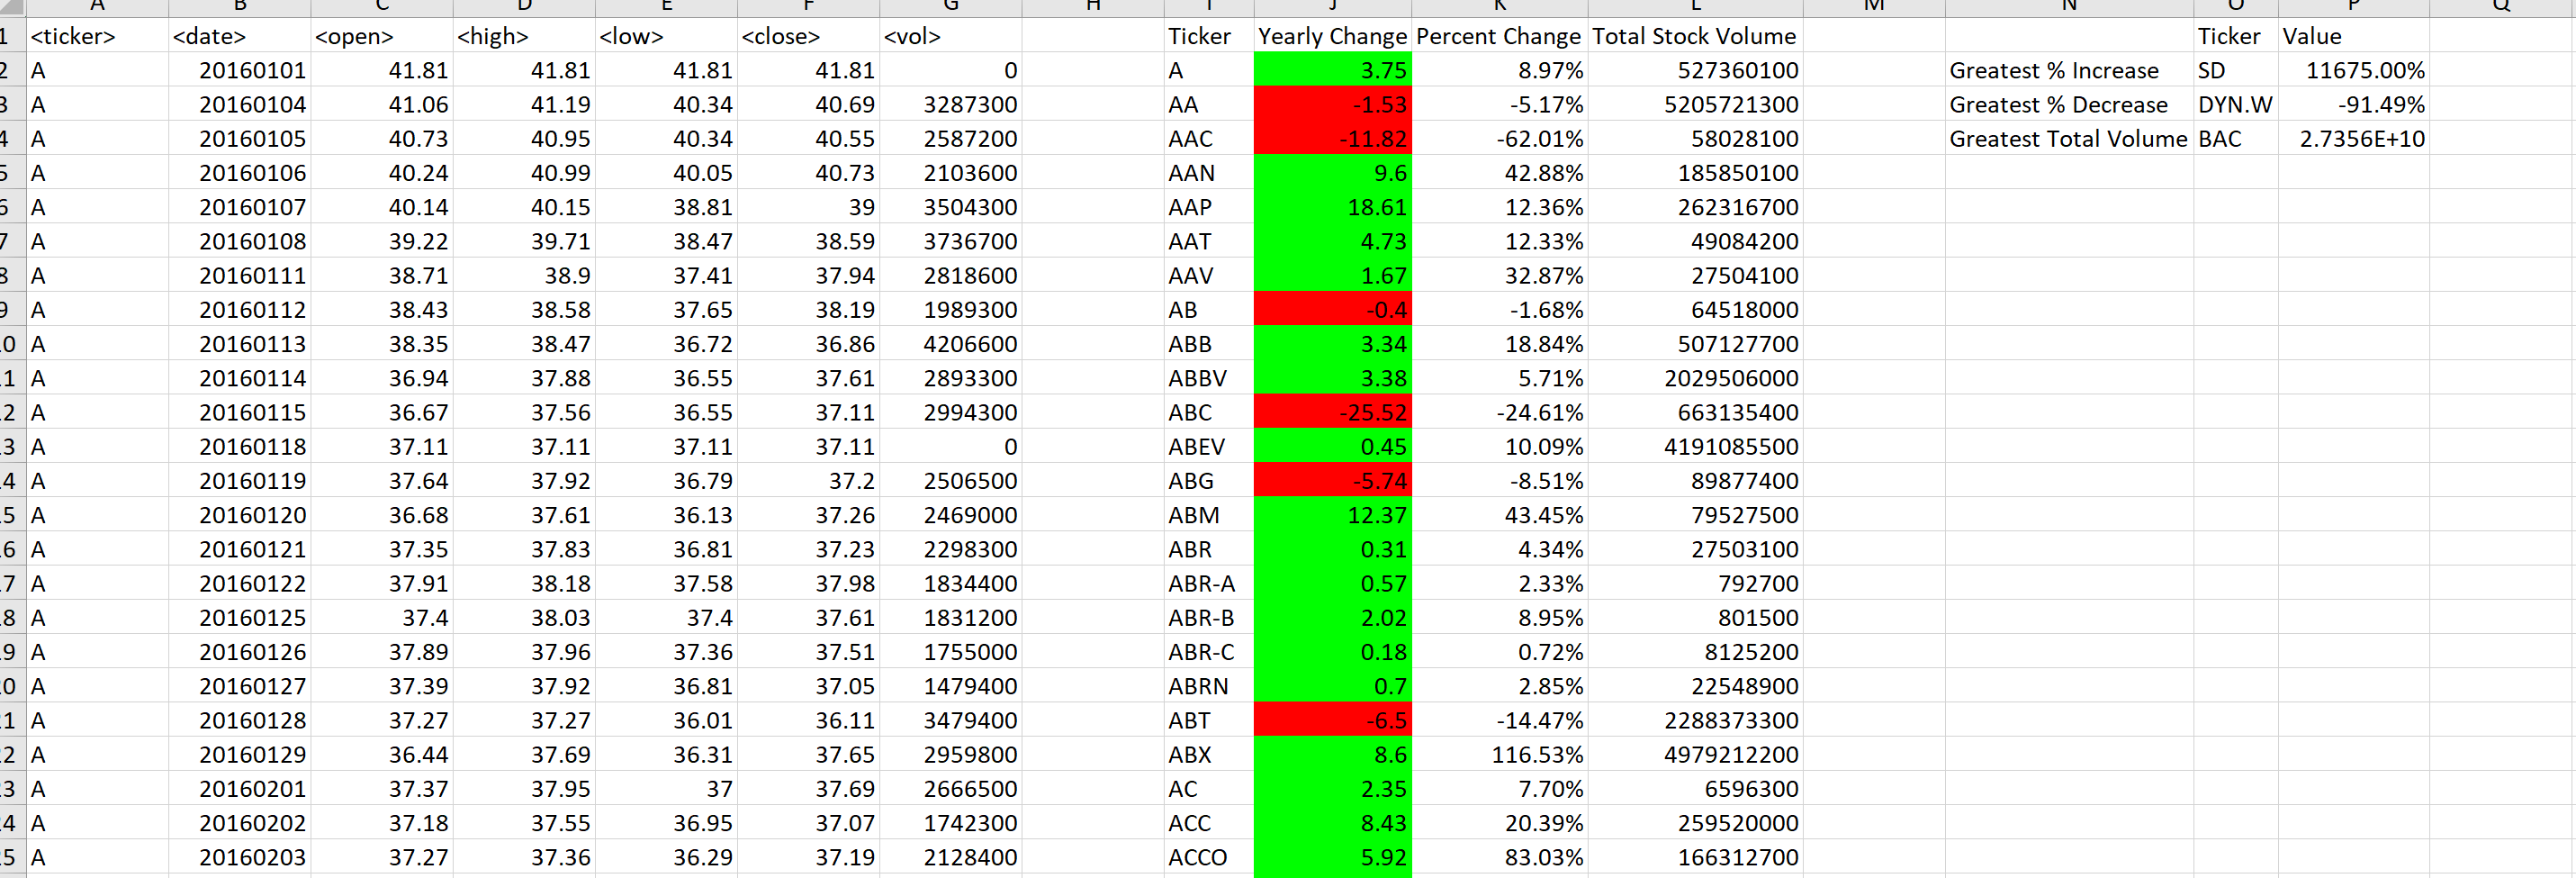 A B C D E F G H I J K L M N O P Q
1 <ticker> <date> <open> <high> <low> <close> <vol> Ticker Yearly Change Percent Change Total Stock Volume Ticker Value
2 A 20160101 41.81 41.81 41.81 41.81 0 A 3.75 8.97% 527360100 Greatest % Increase SD 11675.00%
3 A 20160104 41.06 41.19 40.34 40.69 3287300 AA -1.53 -5.17% 5205721300 Greatest % Decrease DYN.W -91.49%
4 A 20160105 40.73 40.95 40.34 40.55 2587200 AAC -11.82 -62.01% 58028100 Greatest Total Volume BAC 2.7356E+10
5 A 20160106 40.24 40.99 40.05 40.73 2103600 AAN 9.6 42.88% 185850100
6 A 20160107 40.14 40.15 38.81 39 3504300 AAP 18.61 12.36% 262316700
7 A 20160108 39.22 39.71 38.47 38.59 3736700 AAT 4.73 12.33% 49084200
8 A 20160111 38.71 38.9 37.41 37.94 2818600 AAV 1.67 32.87% 27504100
9 A 20160112 38.43 38.58 37.65 38.19 1989300 AB -0.4 -1.68% 64518000
0 A 20160113 38.35 38.47 36.72 36.86 4206600 ABB 3.34 18.84% 507127700
1 A 20160114 36.94 37.88 36.55 37.61 2893300 ABBV 3.38 5.71% 2029506000
2 A 20160115 36.67 37.56 36.55 37.11 2994300 ABC -25.52 -24.61% 663135400
3 A 20160118 37.11 37.11 37.11 37.11 0 ABEV 0.45 10.09% 4191085500
4 A 20160119 37.64 37.92 36.79 37.2 2506500 ABG -5.74 -8.51% 89877400
5 A 20160120 36.68 37.61 36.13 37.26 2469000 ABM 12.37 43.45% 79527500
6 A 20160121 37.35 37.83 36.81 37.23 2298300 ABR 0.31 4.34% 27503100
7 A 20160122 37.91 38.18 37.58 37.98 1834400 ABR-A 0.57 2.33% 792700
8 A 20160125 37.4 38.03 37.4 37.61 1831200 ABR-B 2.02 8.95% 801500
9 A 20160126 37.89 37.96 37.36 37.51 1755000 ABR-C 0.18 0.72% 8125200
0 A 20160127 37.39 37.92 36.81 37.05 1479400 ABRN 0.7 2.85% 22548900
1 A 20160128 37.27 37.27 36.01 36.11 3479400 ABT -6.5 -14.47% 2288373300
2 A 20160129 36.44 37.69 36.31 37.65 2959800 ABX 8.6 116.53% 4979212200
3 A 20160201 37.37 37.95 37 37.69 2666500 AC 2.35 7.70% 6596300
4 A 20160202 37.18 37.55 36.95 37.07 1742300 ACC 8.43 20.39% 259520000
5 A 20160203 37.27 37.36 36.29 37.19 2128400 ACCO 5.92 83.03% 166312700